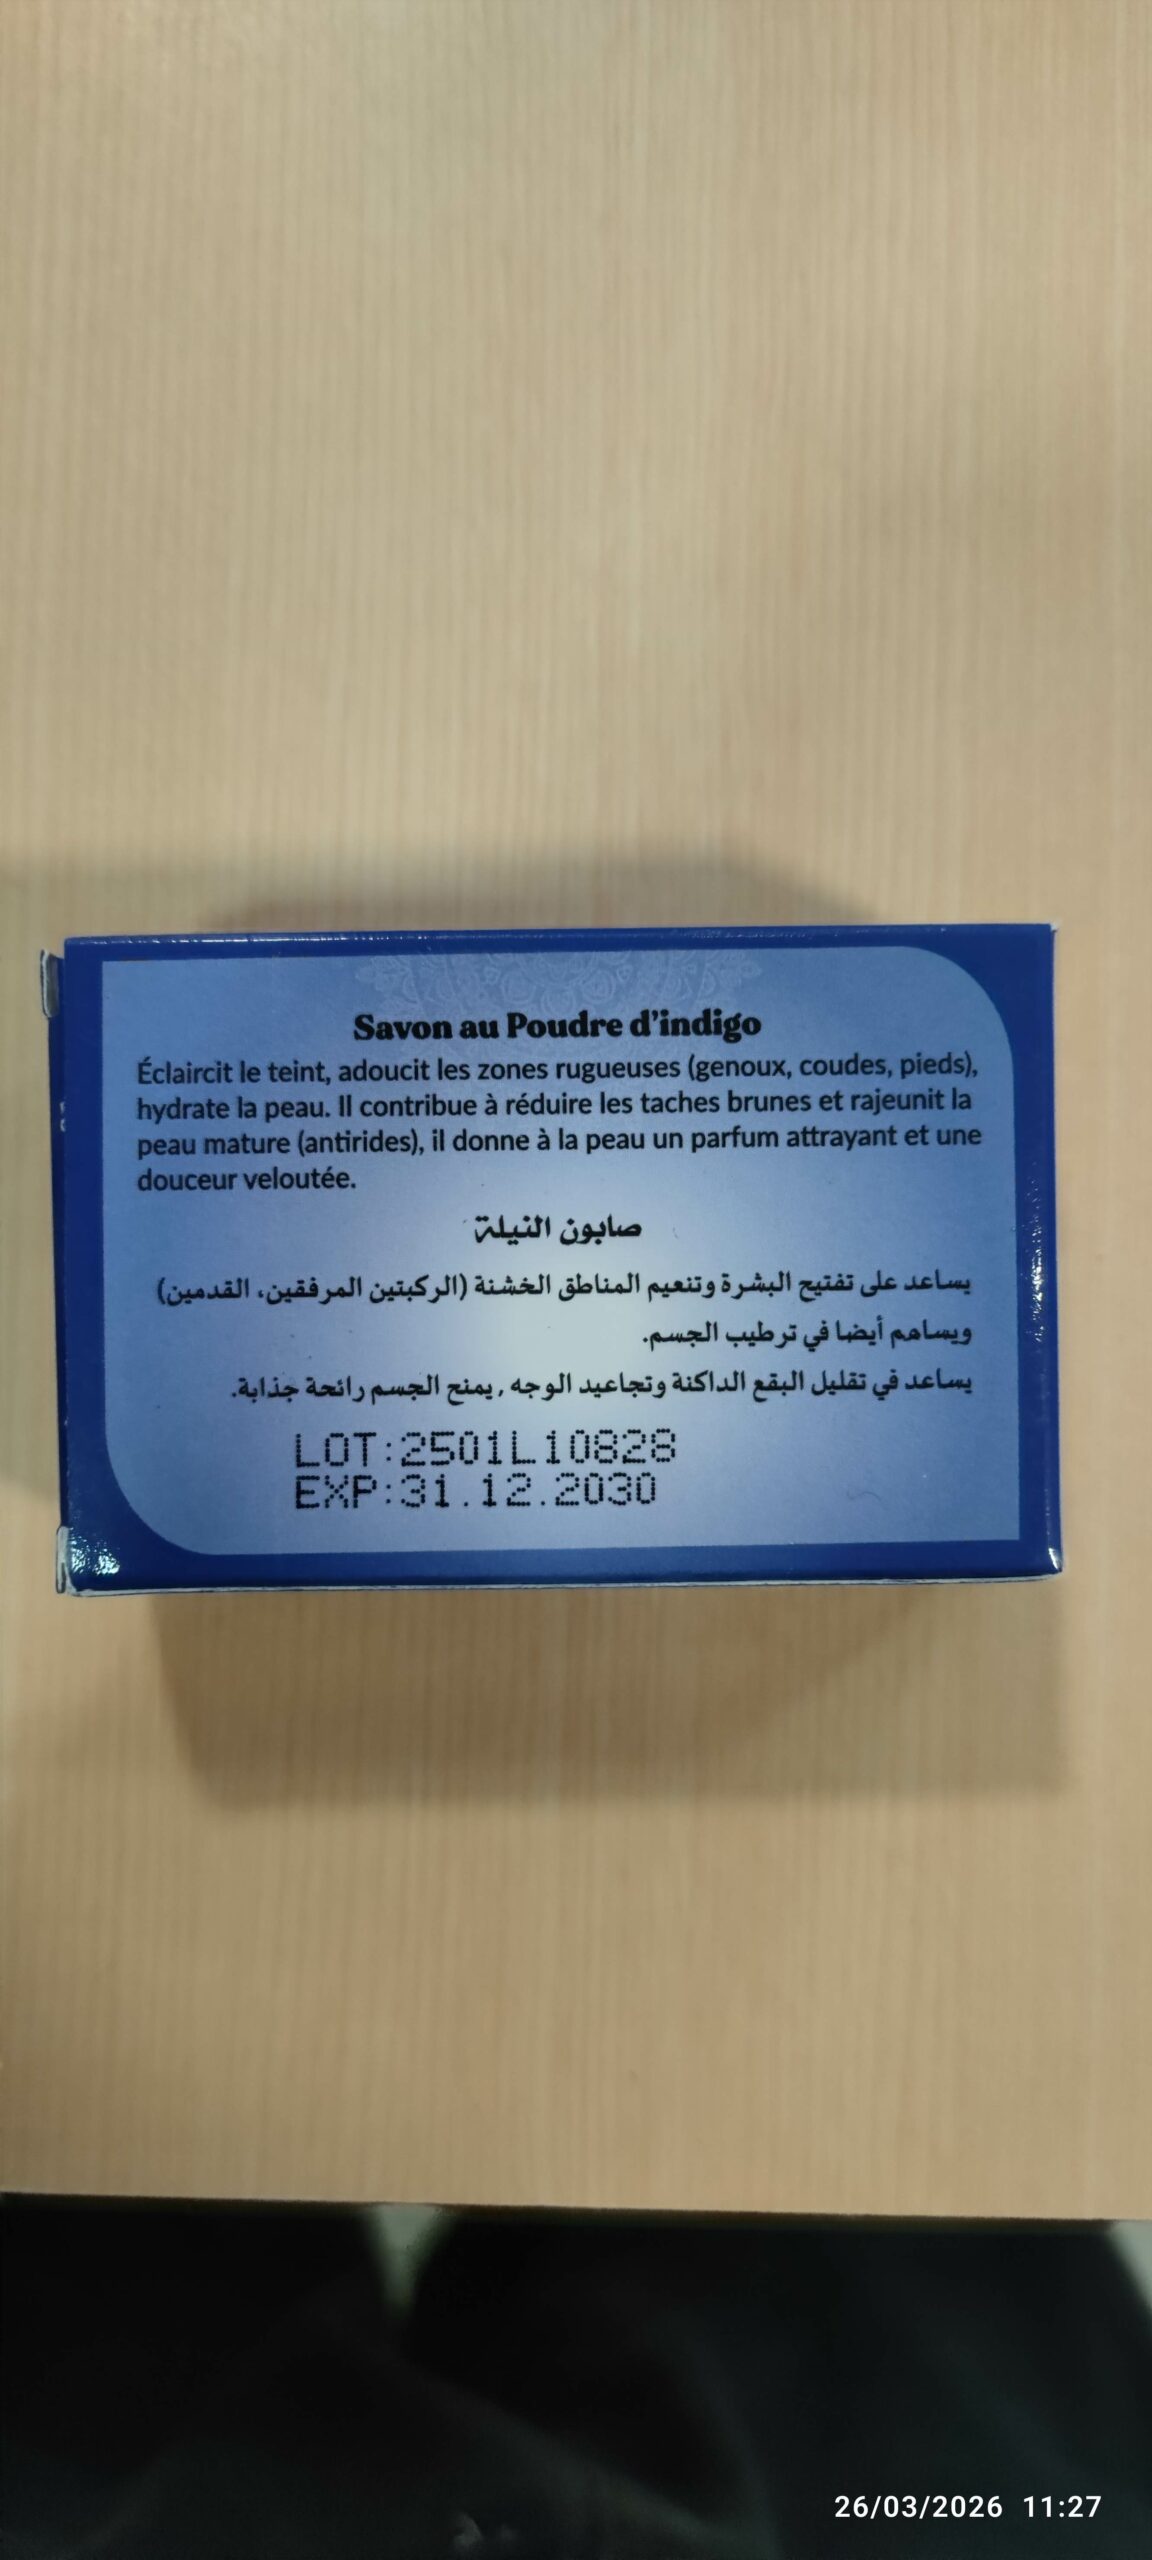 Savon au Poudre d'indigo
Éclaircit le teint, adoucit les zones rugueuses (genoux, coudes, pieds),
hydrate la peau. Il contribue à réduire les taches brunes et rajeunit la
peau mature (antirides), il donne à la peau un parfum attrayant et une
douceur veloutée.
صابون النيلة
يساعد على تفتيح البشرة وتنعيم المناطق الخشنة (الركبتين المرفقين، القدمين)
ويساهم أيضا في ترطيب الجسم.
يساعد في تقليل البقع الداكنة وتجاعيد الوجه , يمنح الجسم رائحة جذابة.
LOT:2501L10828
EXP:31.12.2030
26/03/2026 11:27